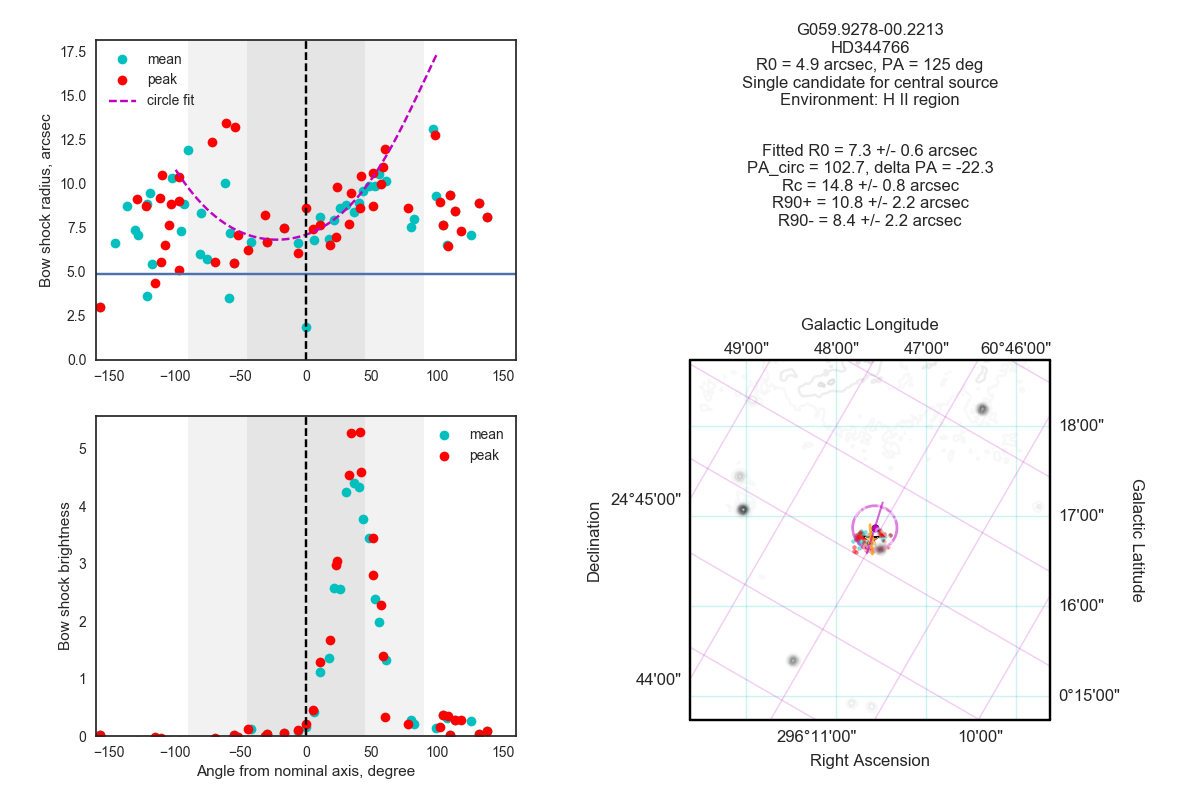 G059.9278-00.2213
HD344766
R0 = 4.9 arcsec, PA = 125 deg
Single candidate for central source
Environment: H II region
Fitted R0 = 7.3 +/- 0.6 arcsec
PA_circ = 102.7, delta PA = -22.3
Rc = 14.8 +/- 0.8 arcsec
R90+ = 10.8 +/- 2.2 arcsec
R90- = 8.4 +/- 2.2 arcsec
Bow shock radius, arcsec
17.5
15.0
12.5
10.0
7.5
5.0
2.5
0.0
mean
peak
circle fit
−150 −100 −50 0 50 100 150
Bow shock brightness
5
4
3
2
1
0
mean
peak
−150 −100 −50 0 50 100 150
Angle from nominal axis, degree
Galactic Longitude
49'00" 48'00" 47'00" 60°46'00"
Declination
24°45'00"
44'00"
18'00"
17'00"
16'00"
0°15'00"
Galactic Latitude
296°11'00" 10'00"
Right Ascension